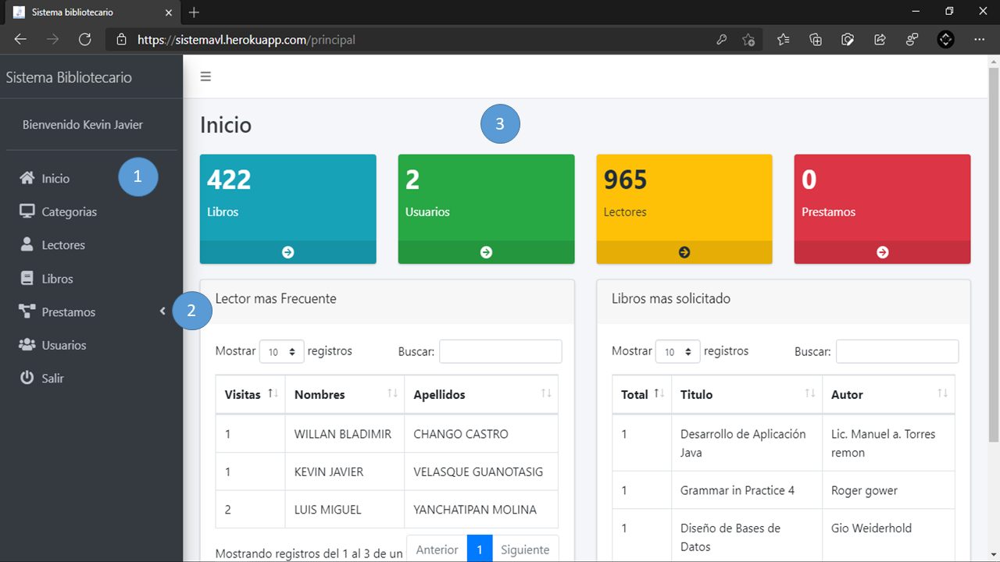 Sistema bibliotecario
https://sistemavl.herokuapp.com/principal
Sistema Bibliotecario
Bienvenido Kevin Javier
Inicio
1
Categorias
Lectores
Libros
Prestamos
2
Usuarios
Salir
Inicio
3
422
Libros
2
Usuarios
965
Lectores
0
Prestamos
Lector mas Frecuente
Mostrar 10 registros
Buscar:
Visitas Nombres Apellidos
1 WILLAN BLADIMIR CHANGO CASTRO
1 KEVIN JAVIER VELASQUE GUANOTASIG
2 LUIS MIGUEL YANCHATIPAN MOLINA
Mostrando registros del 1 al 3 de un
Anterior 1 Siguiente
Libros mas solicitado
Mostrar 10 registros
Buscar:
Total Titulo Autor
1 Desarrollo de Aplicación Java Lic. Manuel a. Torres remon
1 Grammar in Practice 4 Roger gower
1 Diseño de Bases de Datos Gio Weiderhold